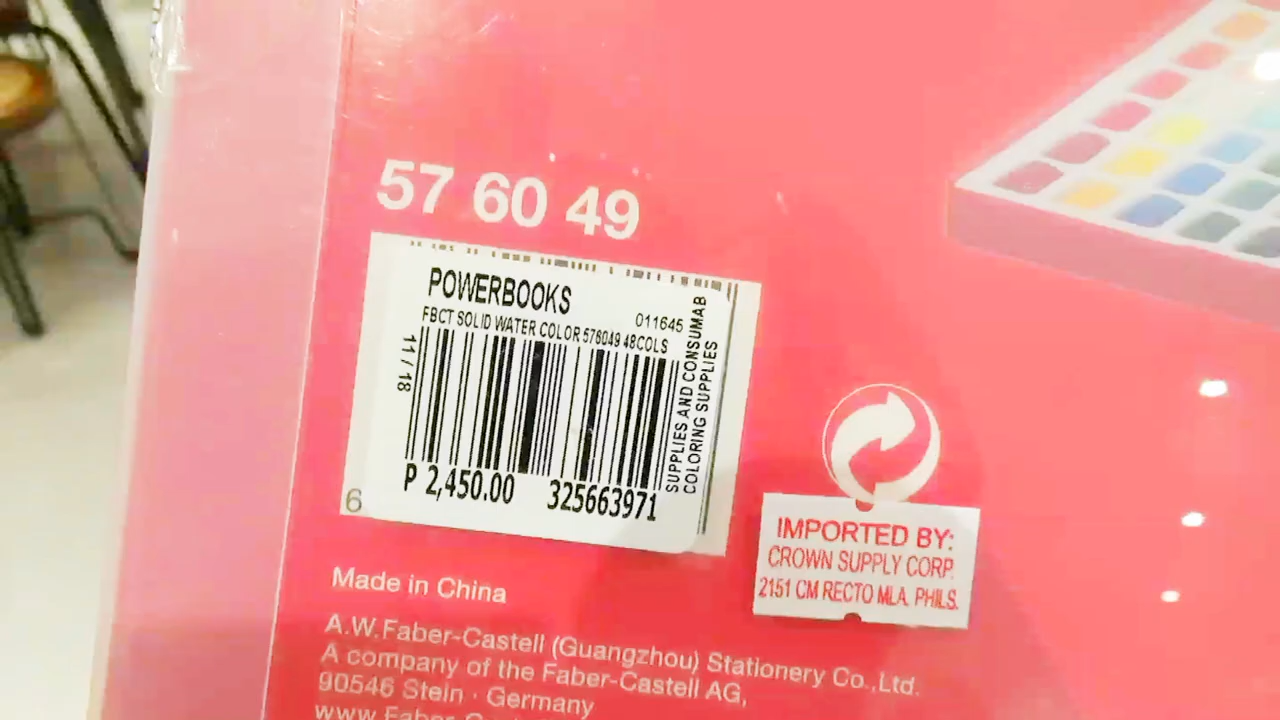 57 60 49
POWERBOOKS
011645
FBCT SOLID WATER COLOR 576049 48COLS
11/18
SUPPLIES AND CONSUMAB
COLORING SUPPLIES
P 2,450.00
325663971
6
IMPORTED BY:
CROWN SUPPLY CORP.
2151 CM RECTO MLA. PHILS.
Made in China
A.W.Faber-Castell (Guangzhou) Stationery Co.,Ltd.
A company of the Faber-Castell AG,
90546 Stein · Germany
www.Faber-